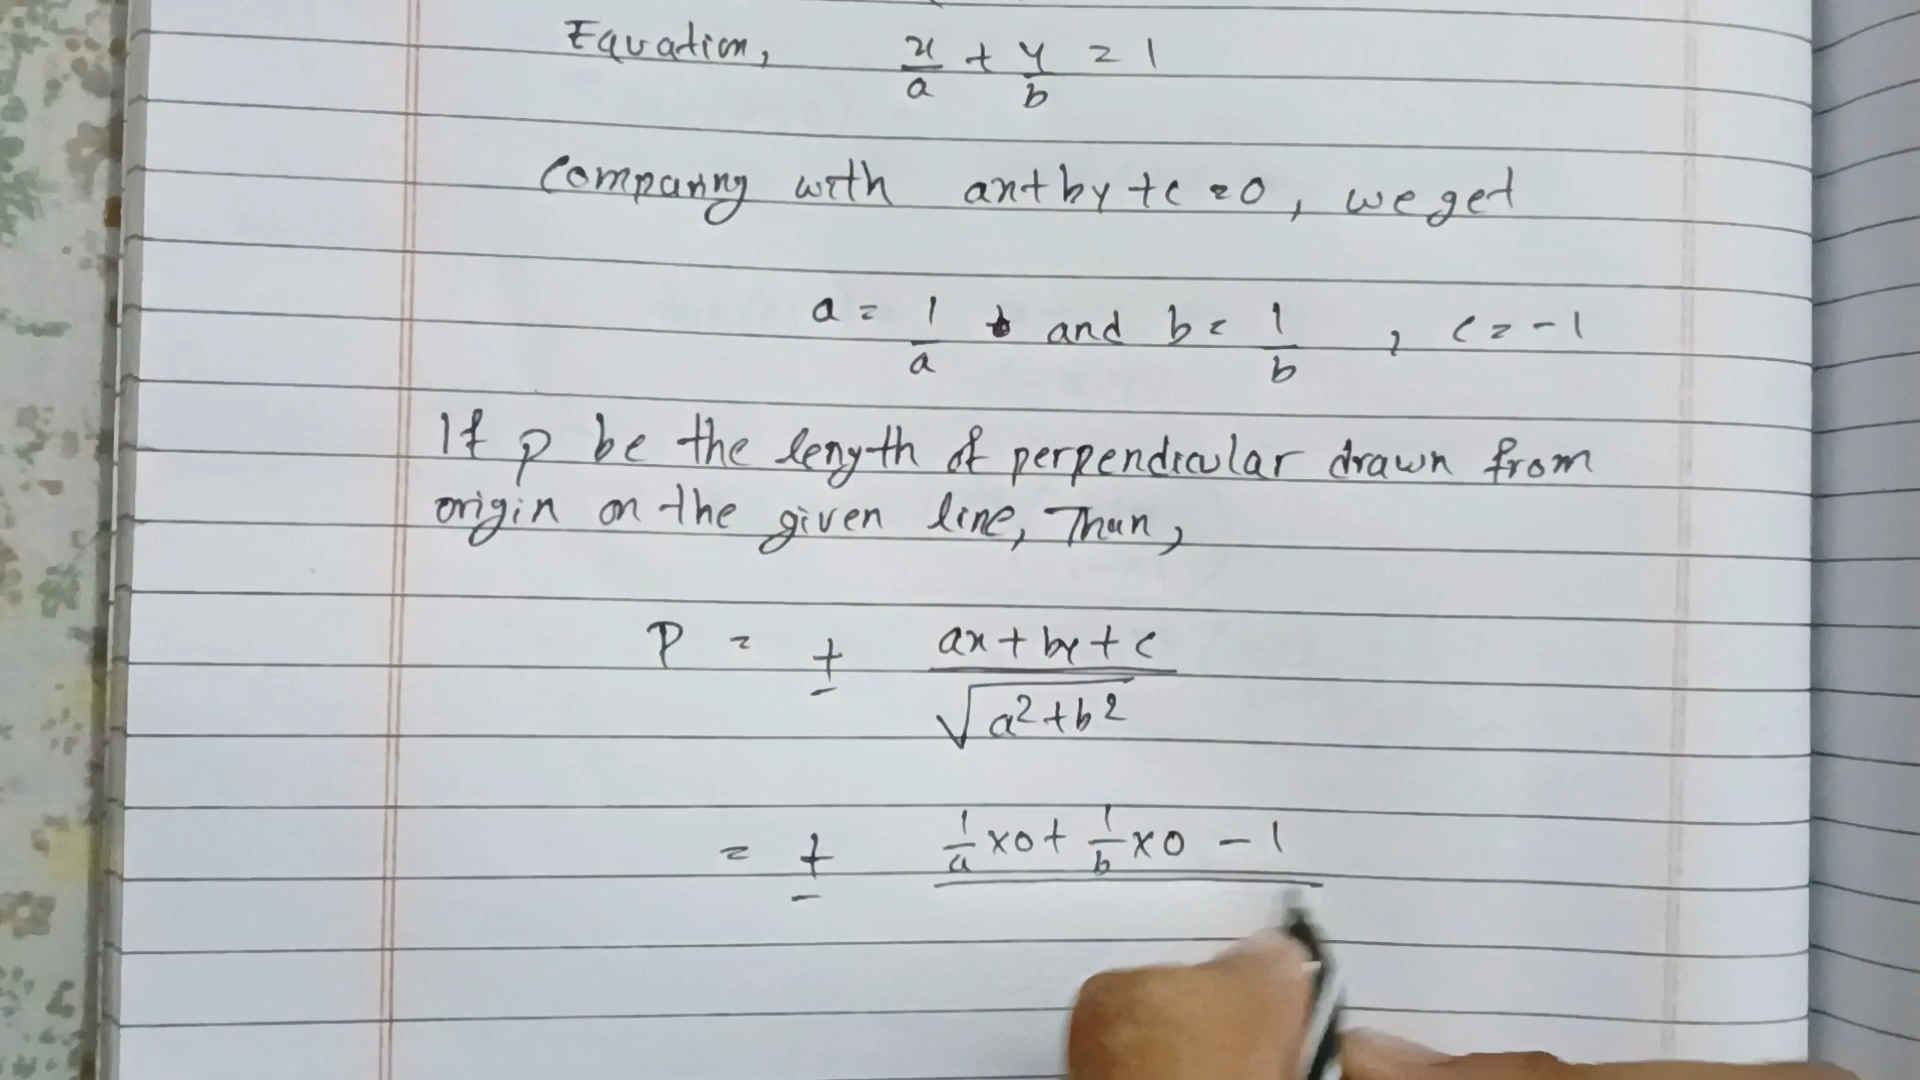 Equation, x/a + y/b = 1
Comparing with ax+by+c=0, we get
a = 1/a and b = 1/b , c = -1
If p be the length of perpendicular drawn from
origin on the given line, Then,
P = ± (ax+by+c)/√(a²+b²)
= ± 1/a×0+ 1/b×0 - 1